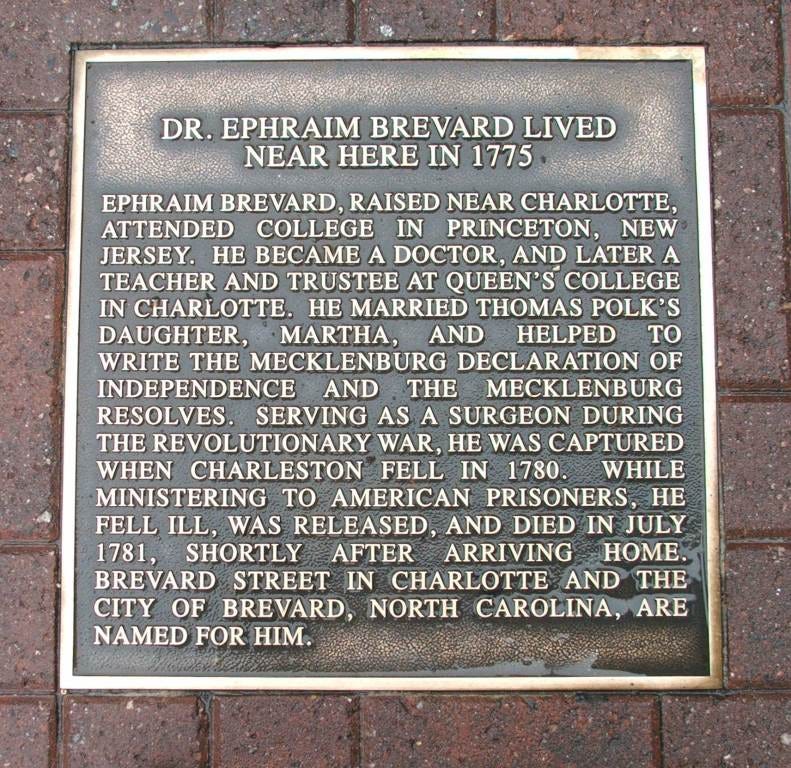 DR. EPHRAIM BREVARD LIVED
NEAR HERE IN 1775
EPHRAIM BREVARD, RAISED NEAR CHARLOTTE,
ATTENDED COLLEGE IN PRINCETON, NEW
JERSEY. HE BECAME A DOCTOR, AND LATER A
TEACHER AND TRUSTEE AT QUEEN'S COLLEGE
IN CHARLOTTE. HE MARRIED THOMAS POLK'S
DAUGHTER, MARTHA, AND HELPED TO
WRITE THE MECKLENBURG DECLARATION OF
INDEPENDENCE AND THE MECKLENBURG
RESOLVES. SERVING AS A SURGEON DURING
THE REVOLUTIONARY WAR, HE WAS CAPTURED
WHEN CHARLESTON FELL IN 1780. WHILE
MINISTERING TO AMERICAN PRISONERS, HE
FELL ILL, WAS RELEASED, AND DIED IN JULY
1781, SHORTLY AFTER ARRIVING HOME.
BREVARD STREET IN CHARLOTTE AND THE
CITY OF BREVARD, NORTH CAROLINA, ARE
NAMED FOR HIM.